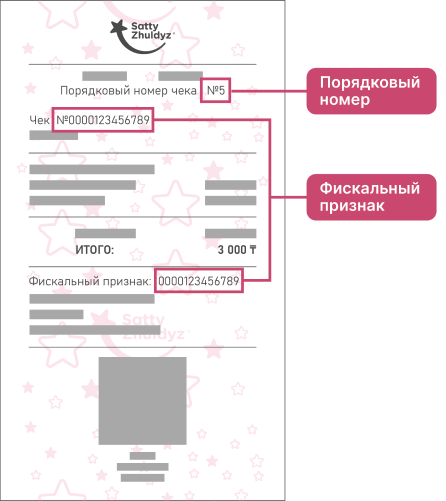 Satty
Zhuldyz
Порядковый номер чека №5
Порядковый
номер
Чек №0000123456789
Фискальный
признак
ИТОГО: 3 000 ₸
Фискальный признак: 0000123456789
Satty
Zhuldyz